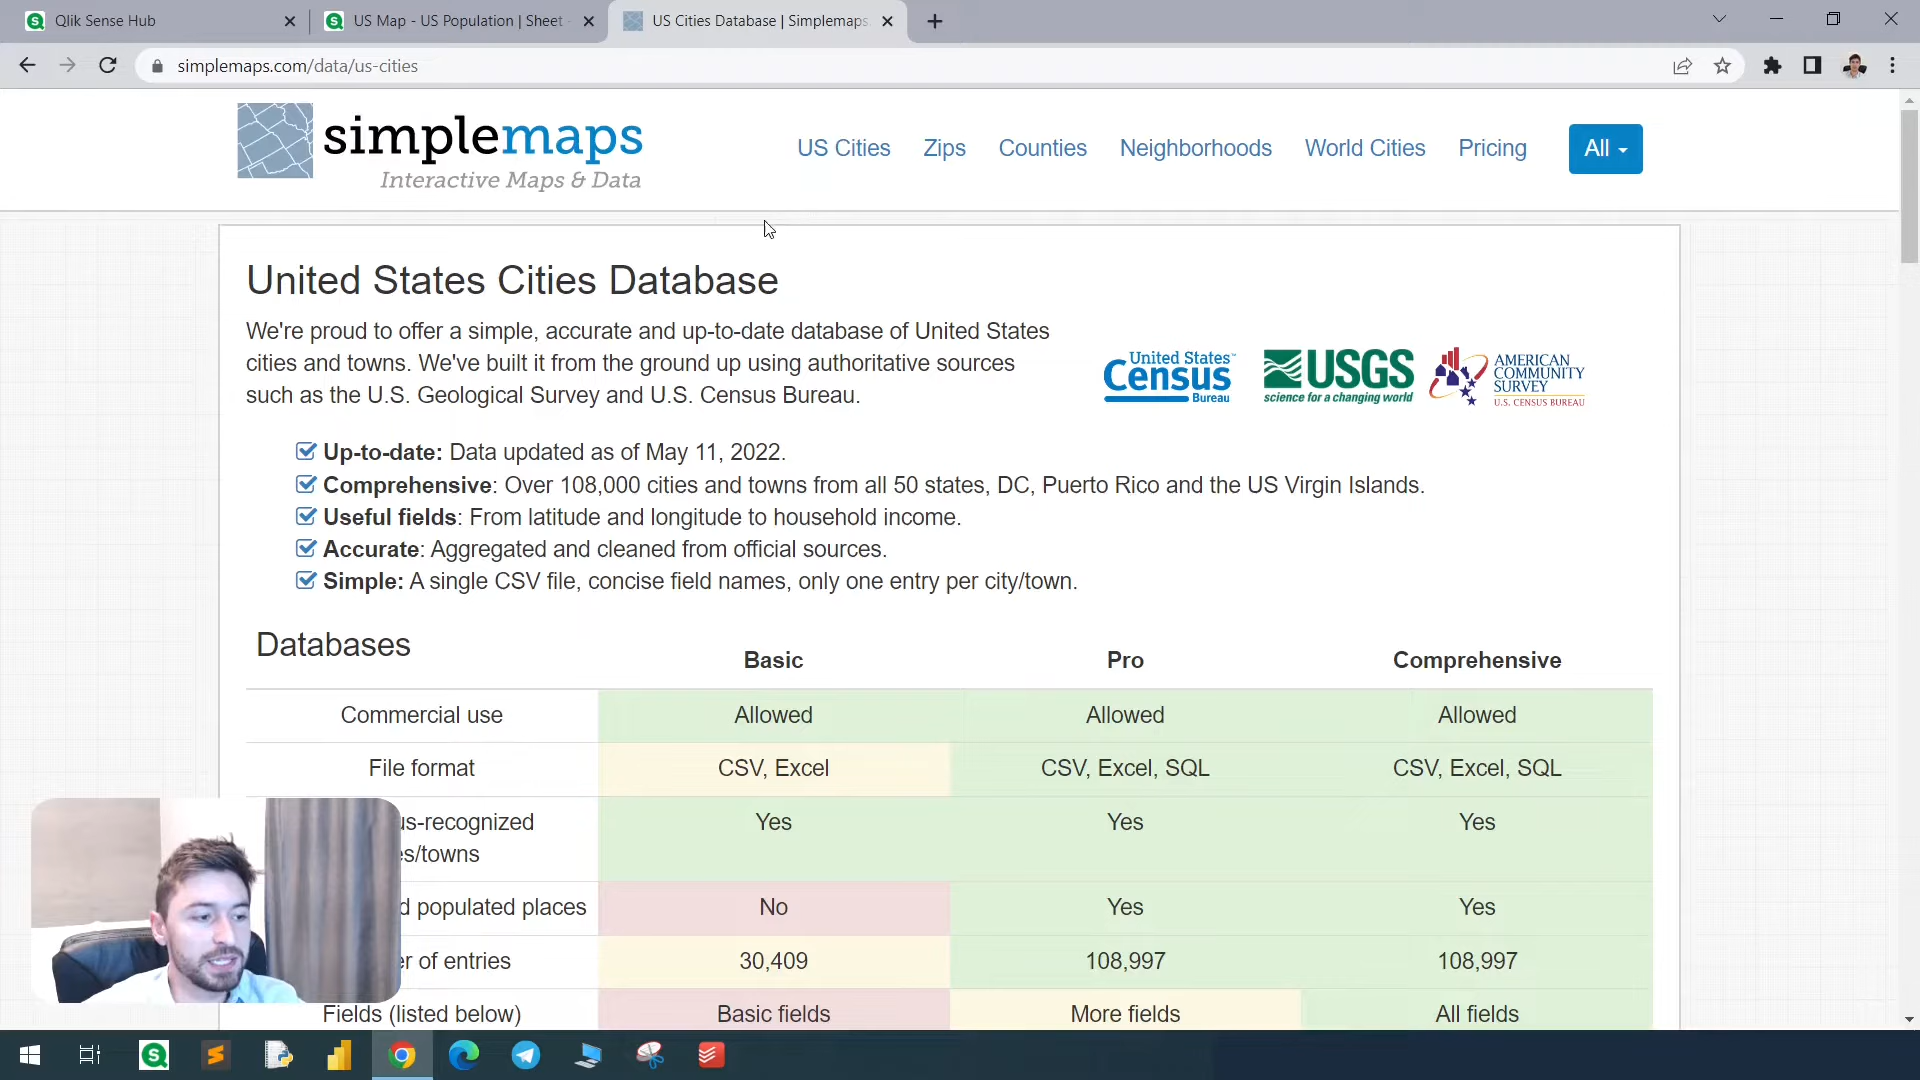 Qlik Sense Hub
US Map - US Population | Sheet
US Cities Database | Simplemaps
simplemaps.com/data/us-cities
simplemaps
Interactive Maps & Data
US Cities
Zips
Counties
Neighborhoods
World Cities
Pricing
All
United States Cities Database
We're proud to offer a simple, accurate and up-to-date database of United States
cities and towns. We've built it from the ground up using authoritative sources
such as the U.S. Geological Survey and U.S. Census Bureau.
United States™
Census
Bureau
USGS
science for a changing world
AMERICAN
COMMUNITY
SURVEY
U.S. CENSUS BUREAU
Up-to-date: Data updated as of May 11, 2022.
Comprehensive: Over 108,000 cities and towns from all 50 states, DC, Puerto Rico and the US Virgin Islands.
Useful fields: From latitude and longitude to household income.
Accurate: Aggregated and cleaned from official sources.
Simple: A single CSV file, concise field names, only one entry per city/town.
Databases Basic Pro Comprehensive
Commercial use Allowed Allowed Allowed
File format CSV, Excel CSV, Excel, SQL CSV, Excel, SQL
us-recognized Yes Yes Yes
es/towns
d populated places No Yes Yes
er of entries 30,409 108,997 108,997
Fields (listed below) Basic fields More fields All fields